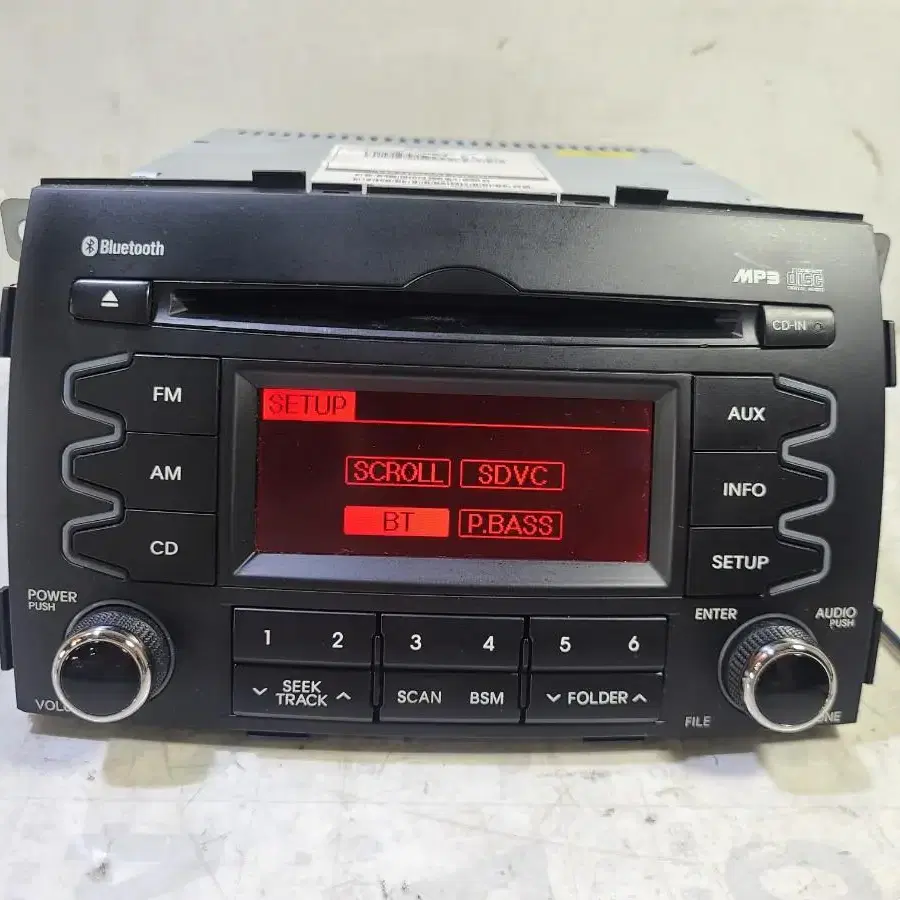 Bluetooth
MP3
disc
CD-IN
FM
AM
CD
SETUP
SCROLL
SDVC
BT
P.BASS
AUX
INFO
SETUP
POWER
PUSH
1 2 3 4 5 6
SEEK
TRACK
SCAN BSM
FOLDER
ENTER
AUDIO
PUSH
FILE